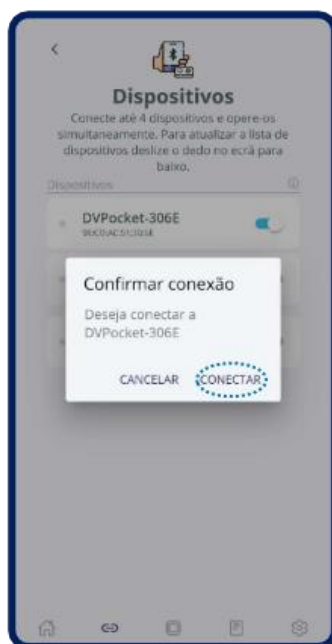 Dispositivos
Conecte até 4 dispositivos e opere-os
simultaneamente. Para atualizar a lista de
dispositivos deslize o dedo no ecrã para
baixo.
Dispositivos
DVPocket-306E
Confirmar conexão
Deseja conectar a
DVPocket-306E
CANCELAR CONECTAR